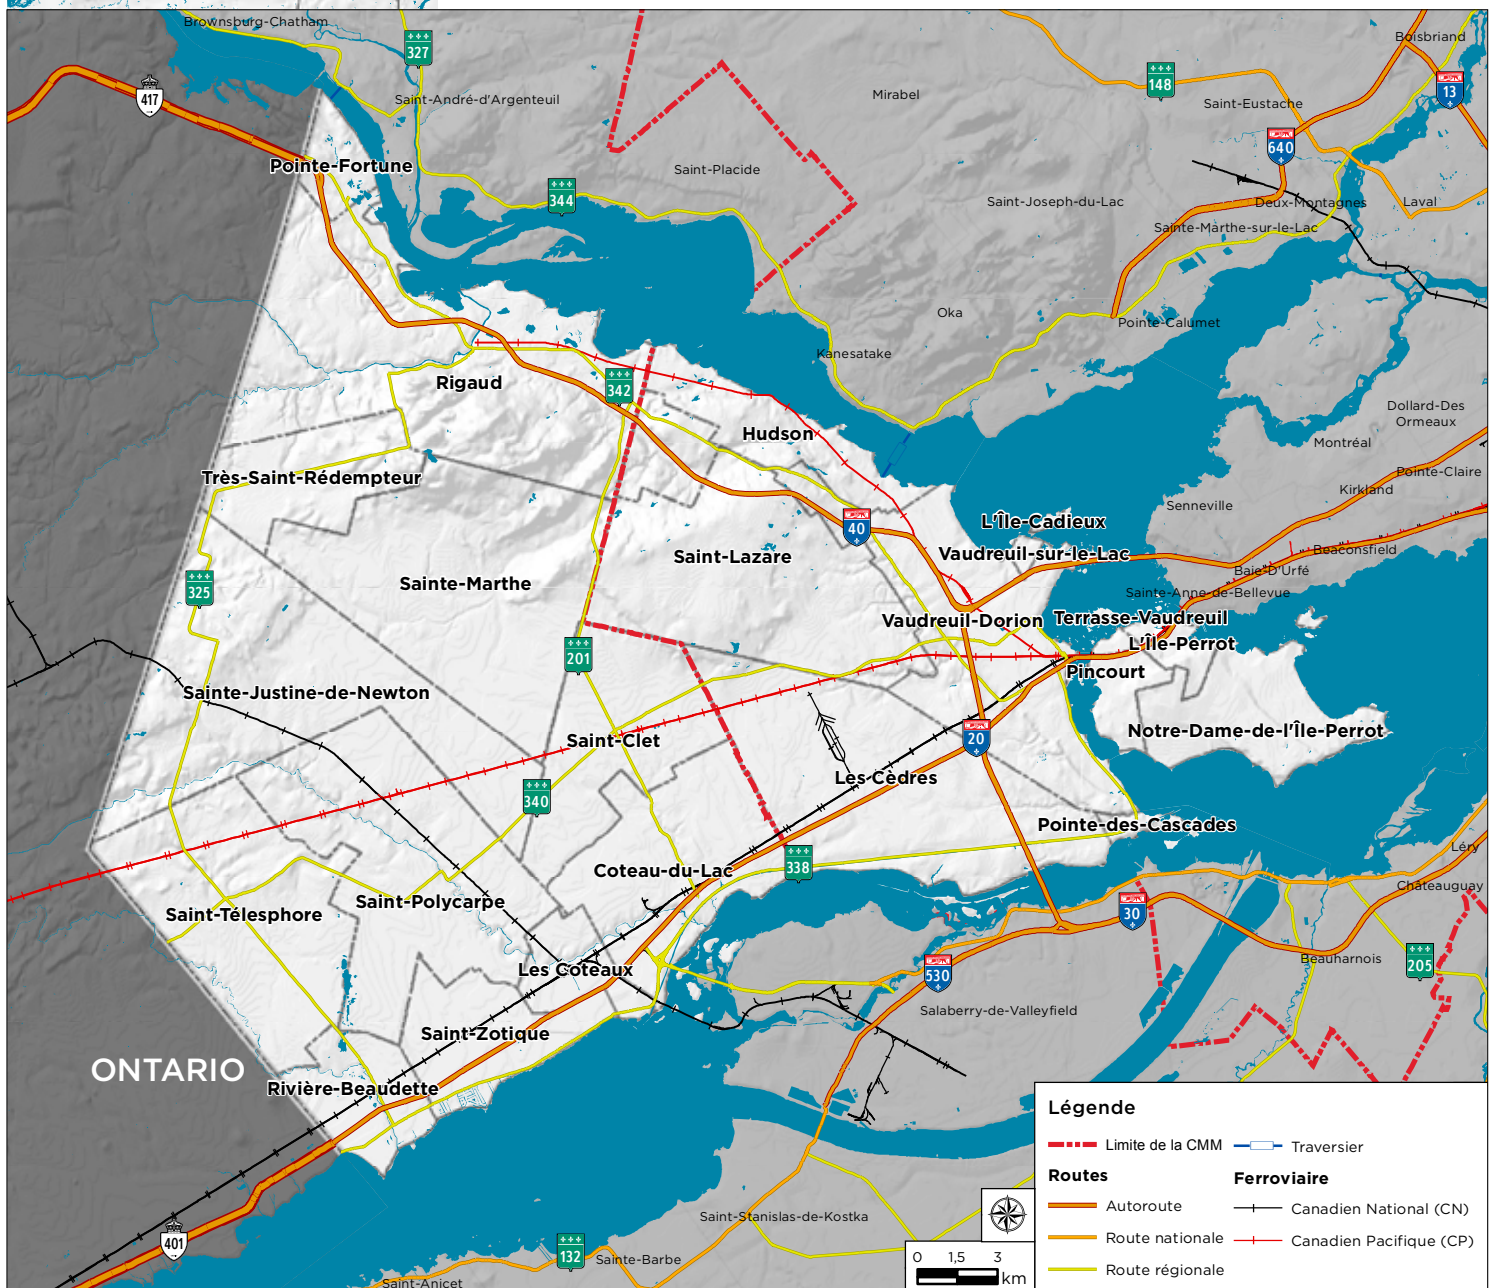 Brownsburg-Chatham
327
Boisbriand
417
Saint-André-d'Argenteuil
Mirabel
148
Saint-Eustache
13
640
Pointe-Fortune
Saint-Placide
344
Saint-Joseph-du-Lac
Deux-Montagnes
Laval
Sainte-Marthe-sur-le-Lac
Oka
Pointe-Calumet
Kanesatake
Rigaud
342
Hudson
Dollard-Des
Ormeaux
Montréal
Pointe-Claire
Kirkland
Senneville
Très-Saint-Rédempteur
40
L'Île-Cadieux
Saint-Lazare
Vaudreuil-sur-le-Lac
Beaconsfield
Baie-D'Urfé
Sainte-Marthe
325
Sainte-Anne-de-Bellevue
Vaudreuil-Dorion
Terrasse-Vaudreuil
L'Île-Perrot
201
Pincourt
Sainte-Justine-de-Newton
Saint-Clet
20
Notre-Dame-de-l'Île-Perrot
Les Cèdres
340
Pointe-des-Cascades
Coteau-du-Lac
338
Léry
Châteauguay
Saint-Polycarpe
Saint-Télesphore
30
Les Coteaux
530
Beauharnois
205
Salaberry-de-Valleyfield
Saint-Zotique
ONTARIO
Rivière-Beaudette
Légende
Limite de la CMM
Traversier
Routes
Ferroviaire
Autoroute
Canadien National (CN)
Route nationale
Canadien Pacifique (CP)
Route régionale
Saint-Stanislas-de-Kostka
401
132
Sainte-Barbe
0 1,5 3
km
Saint-Anicet